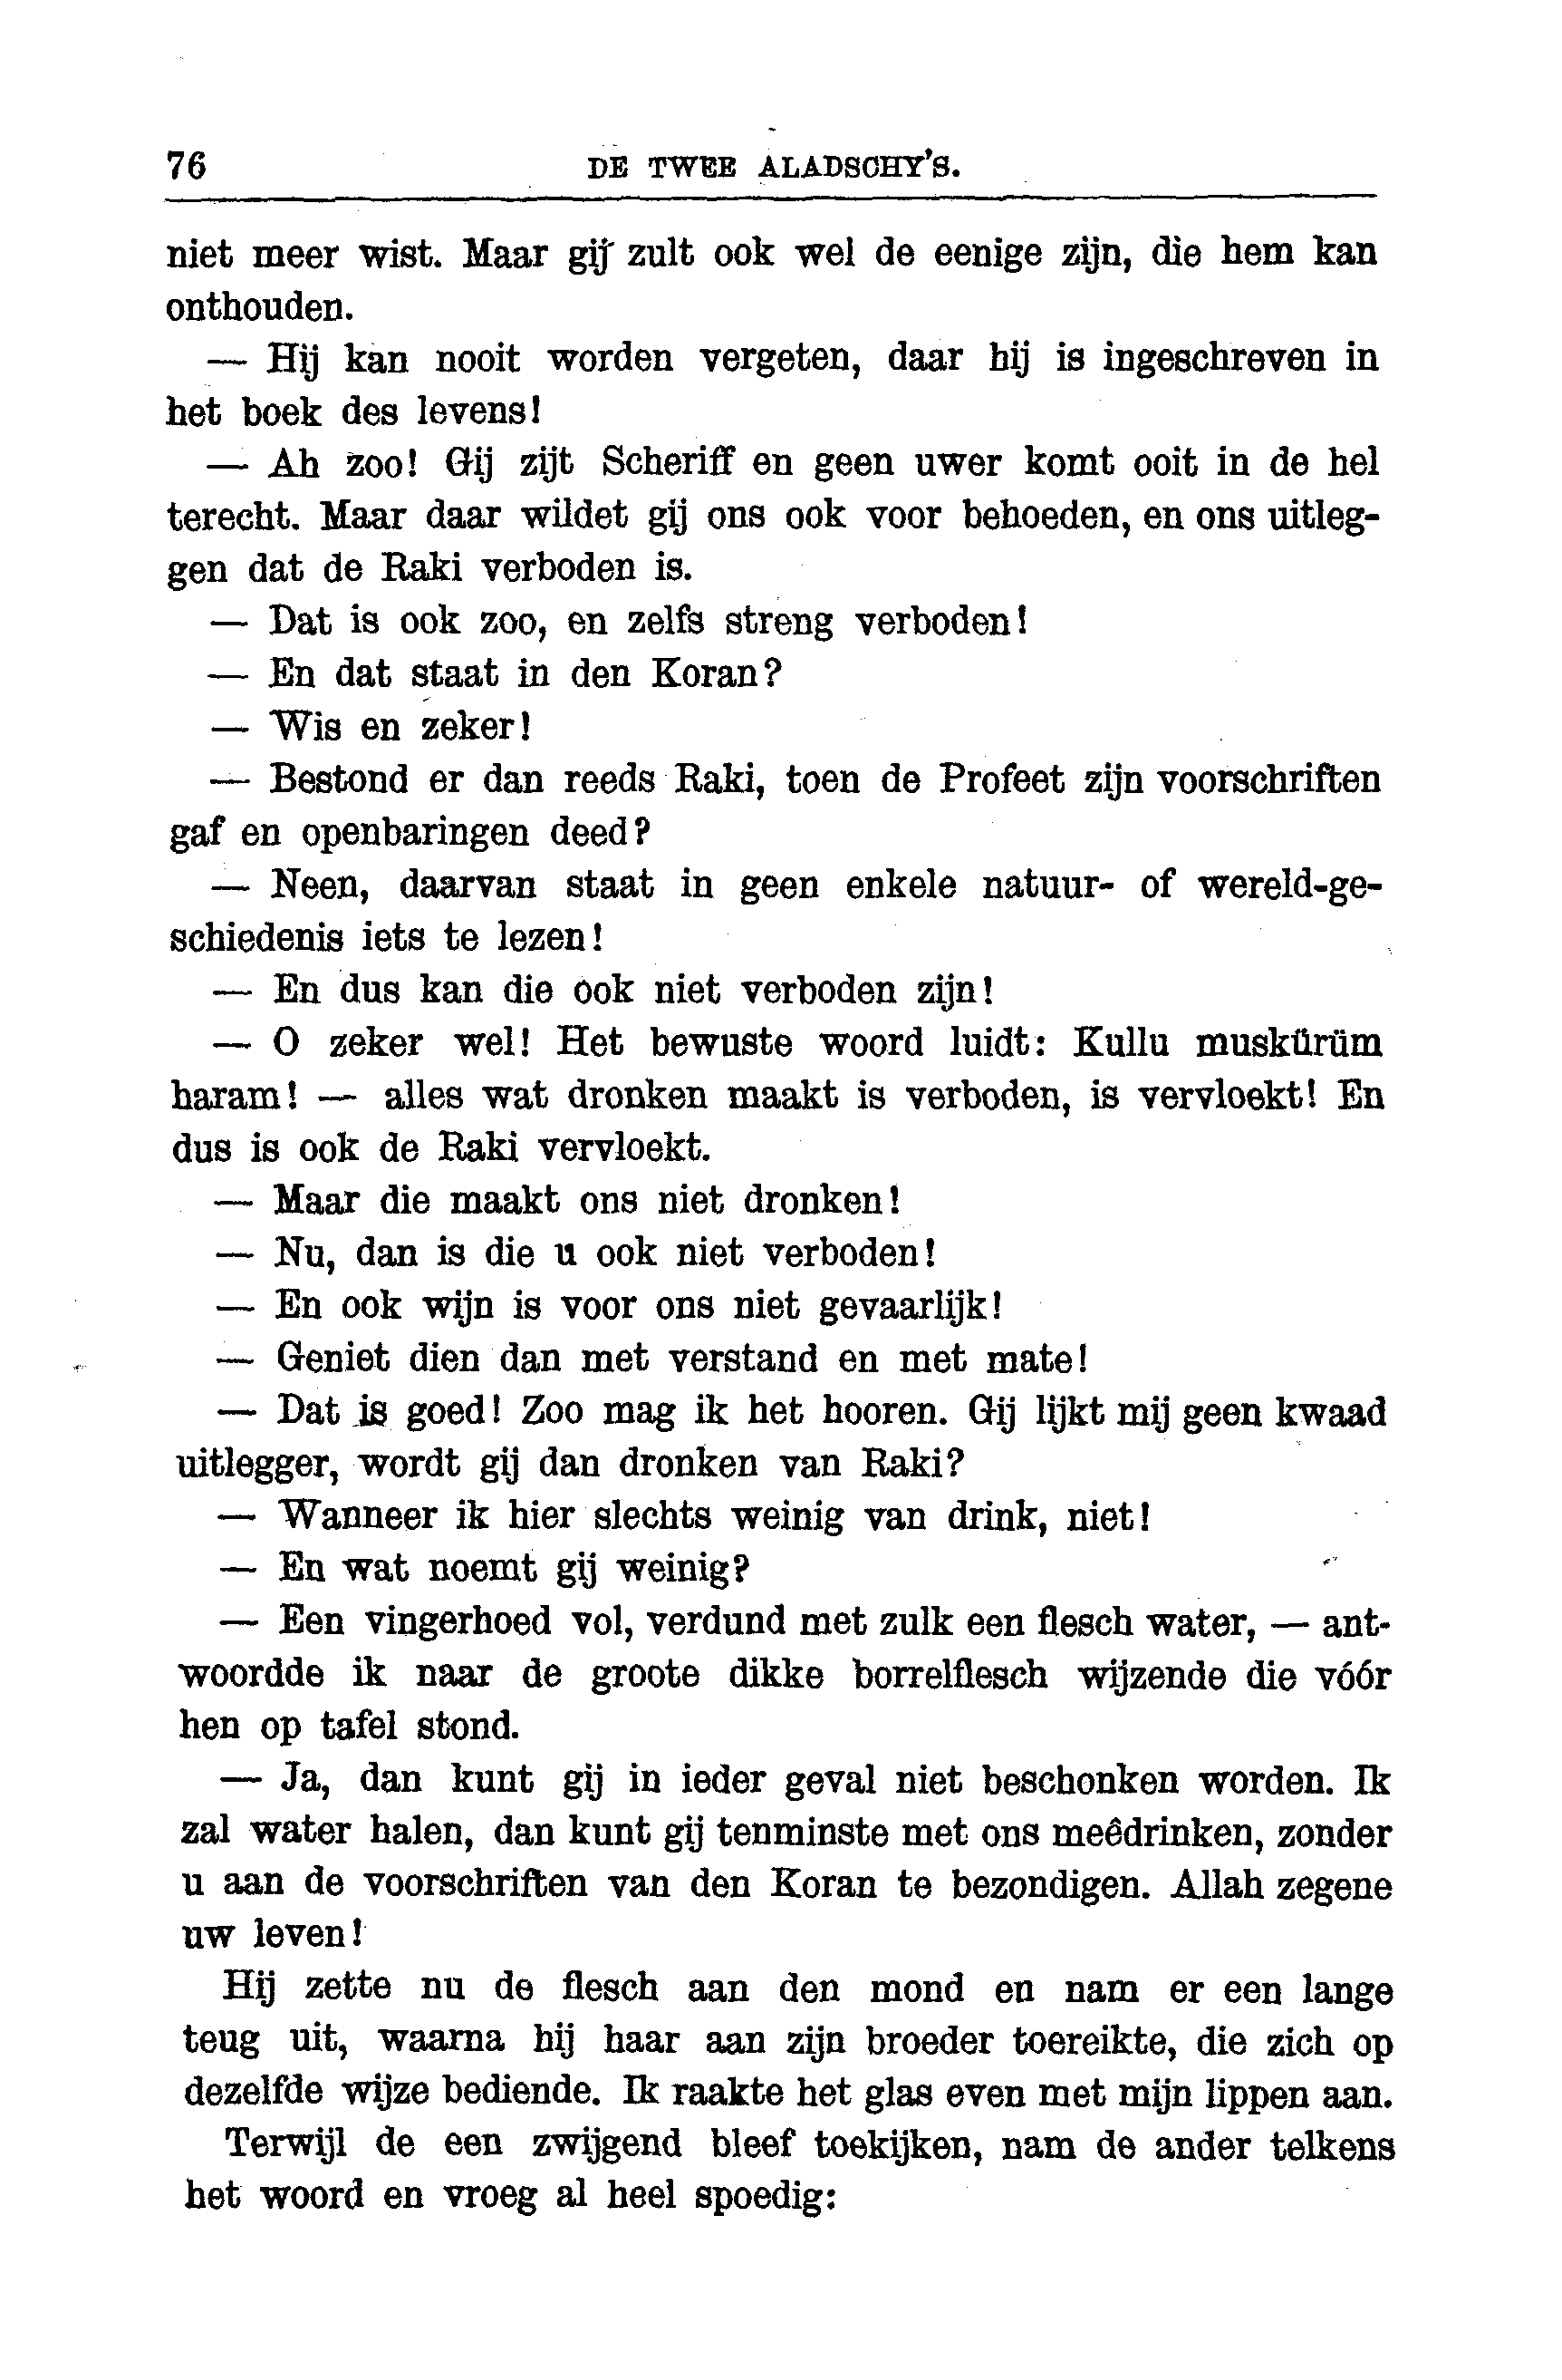 76 DE TWEE ALADSCHY'S.
niet meer wist. Maar gij zult ook wel de eenige zijn, die hem kan
onthouden.
— Hij kan nooit worden vergeten, daar hij is ingeschreven in
het boek des levens!
— Ah zoo! Gij zijt Scheriff en geen uwer komt ooit in de hel
terecht. Maar daar wildet gij ons ook voor behoeden, en ons uitleg-
gen dat de Raki verboden is.
— Dat is ook zoo, en zelfs streng verboden!
— En dat staat in den Koran?
— Wis en zeker!
— Bestond er dan reeds Raki, toen de Profeet zijn voorschriften
gaf en openbaringen deed?
— Neen, daarvan staat in geen enkele natuur- of wereld-ge-
schiedenis iets te lezen!
— En dus kan die ook niet verboden zijn!
— O zeker wel! Het bewuste woord luidt: Kullu muskürüm
haram! — alles wat dronken maakt is verboden, is vervloekt! En
dus is ook de Raki vervloekt.
— Maar die maakt ons niet dronken!
— Nu, dan is die u ook niet verboden!
— En ook wijn is voor ons niet gevaarlijk!
— Geniet dien dan met verstand en met mate!
— Dat is goed! Zoo mag ik het hooren. Gij lijkt mij geen kwaad
uitlegger, wordt gij dan dronken van Raki?
— Wanneer ik hier slechts weinig van drink, niet!
— En wat noemt gij weinig?
— Een vingerhoed vol, verdund met zulk een flesch water, — ant-
woordde ik naar de groote dikke borrelflesch wijzende die vóór
hen op tafel stond.
— Ja, dan kunt gij in ieder geval niet beschonken worden. Ik
zal water halen, dan kunt gij tenminste met ons meêdrinken, zonder
u aan de voorschriften van den Koran te bezondigen. Allah zegene
uw leven!
Hij zette nu de flesch aan den mond en nam er een lange
teug uit, waarna hij haar aan zijn broeder toereikte, die zich op
dezelfde wijze bediende. Ik raakte het glas even met mijn lippen aan.
Terwijl de een zwijgend bleef toekijken, nam de ander telkens
het woord en vroeg al heel spoedig: